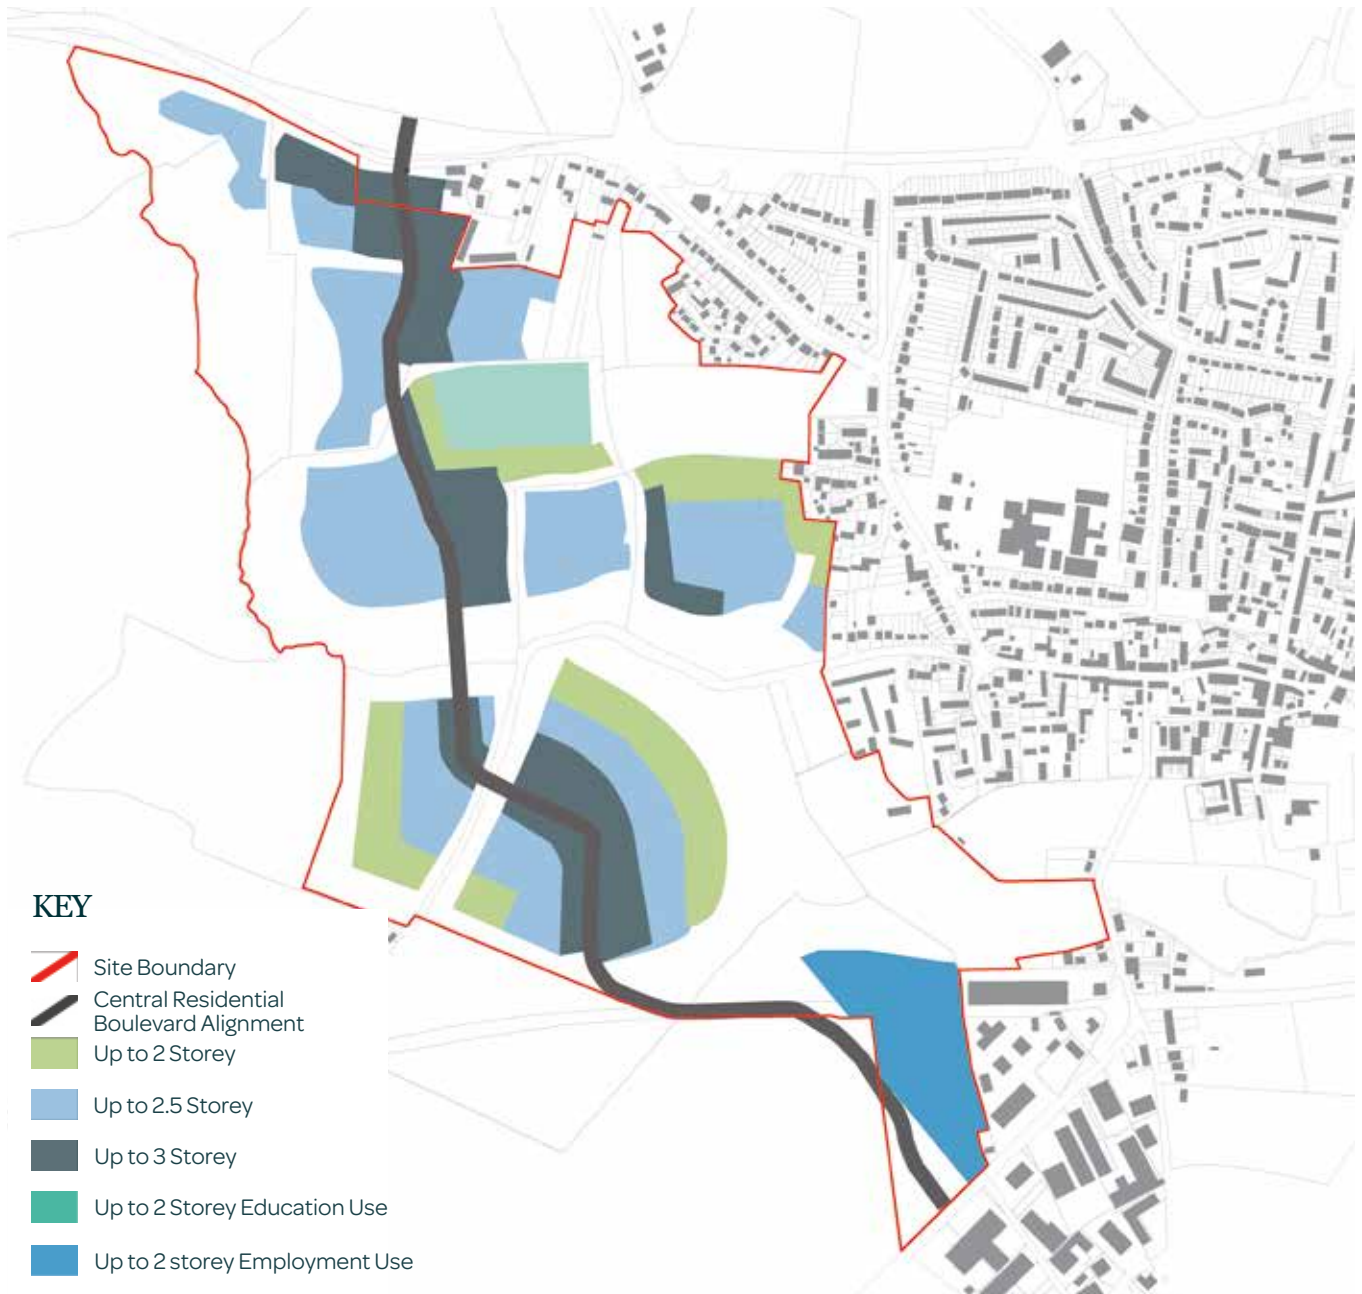 KEY
Site Boundary
Central Residential
Boulevard Alignment
Up to 2 Storey
Up to 2.5 Storey
Up to 3 Storey
Up to 2 Storey Education Use
Up to 2 storey Employment Use